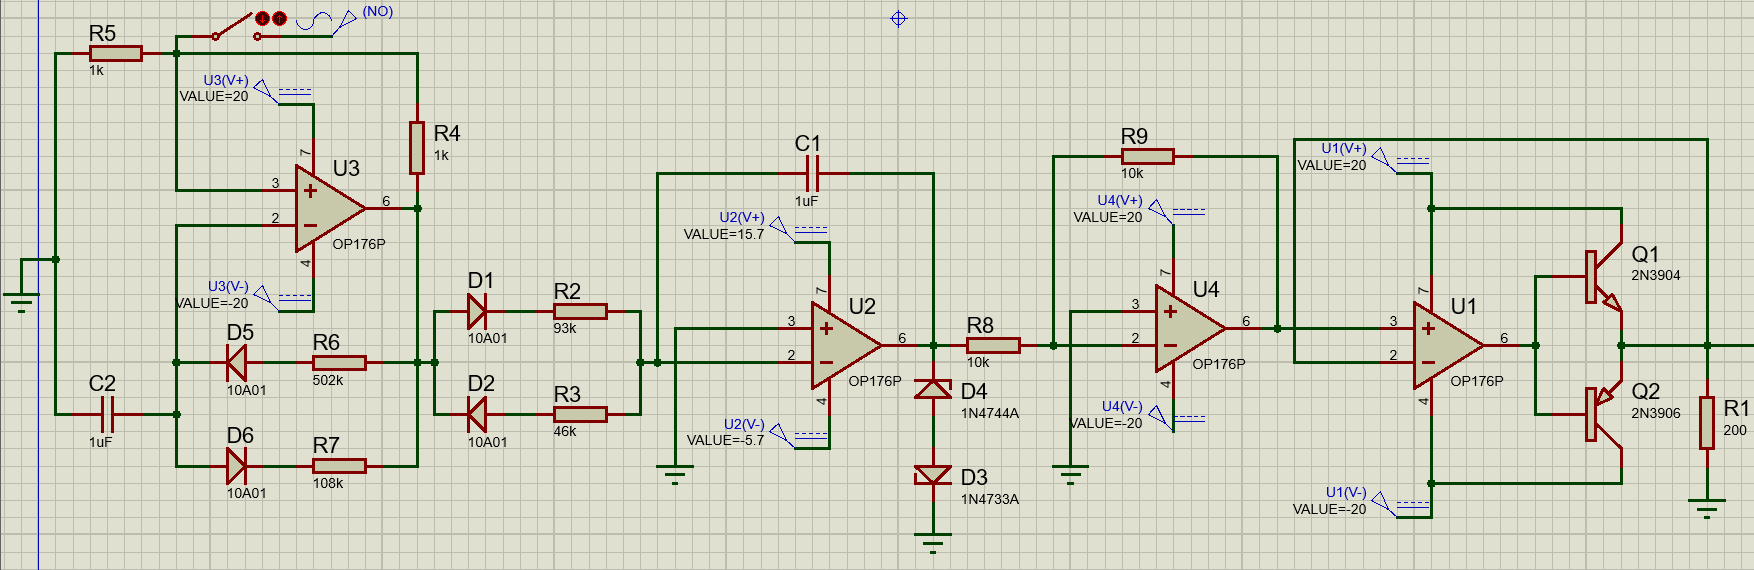 (NO)
R5
1k
U3(V+)
VALUE=20
R4
1k
7
U3
3
2
6
4
OP176P
U3(V-)
VALUE=-20
D5
10A01
R6
502k
C2
1uF
D6
10A01
R7
108k
D1
10A01
R2
93k
D2
10A01
R3
46k
C1
1uF
U2(V+)
VALUE=15.7
7
U2
3
2
6
4
OP176P
U2(V-)
VALUE=-5.7
R8
10k
D4
1N4744A
D3
1N4733A
R9
10k
U4(V+)
VALUE=20
7
U4
3
2
6
4
OP176P
U4(V-)
VALUE=-20
U1(V+)
VALUE=20
7
U1
3
2
6
4
OP176P
U1(V-)
VALUE=-20
Q1
2N3904
Q2
2N3906
R1
200